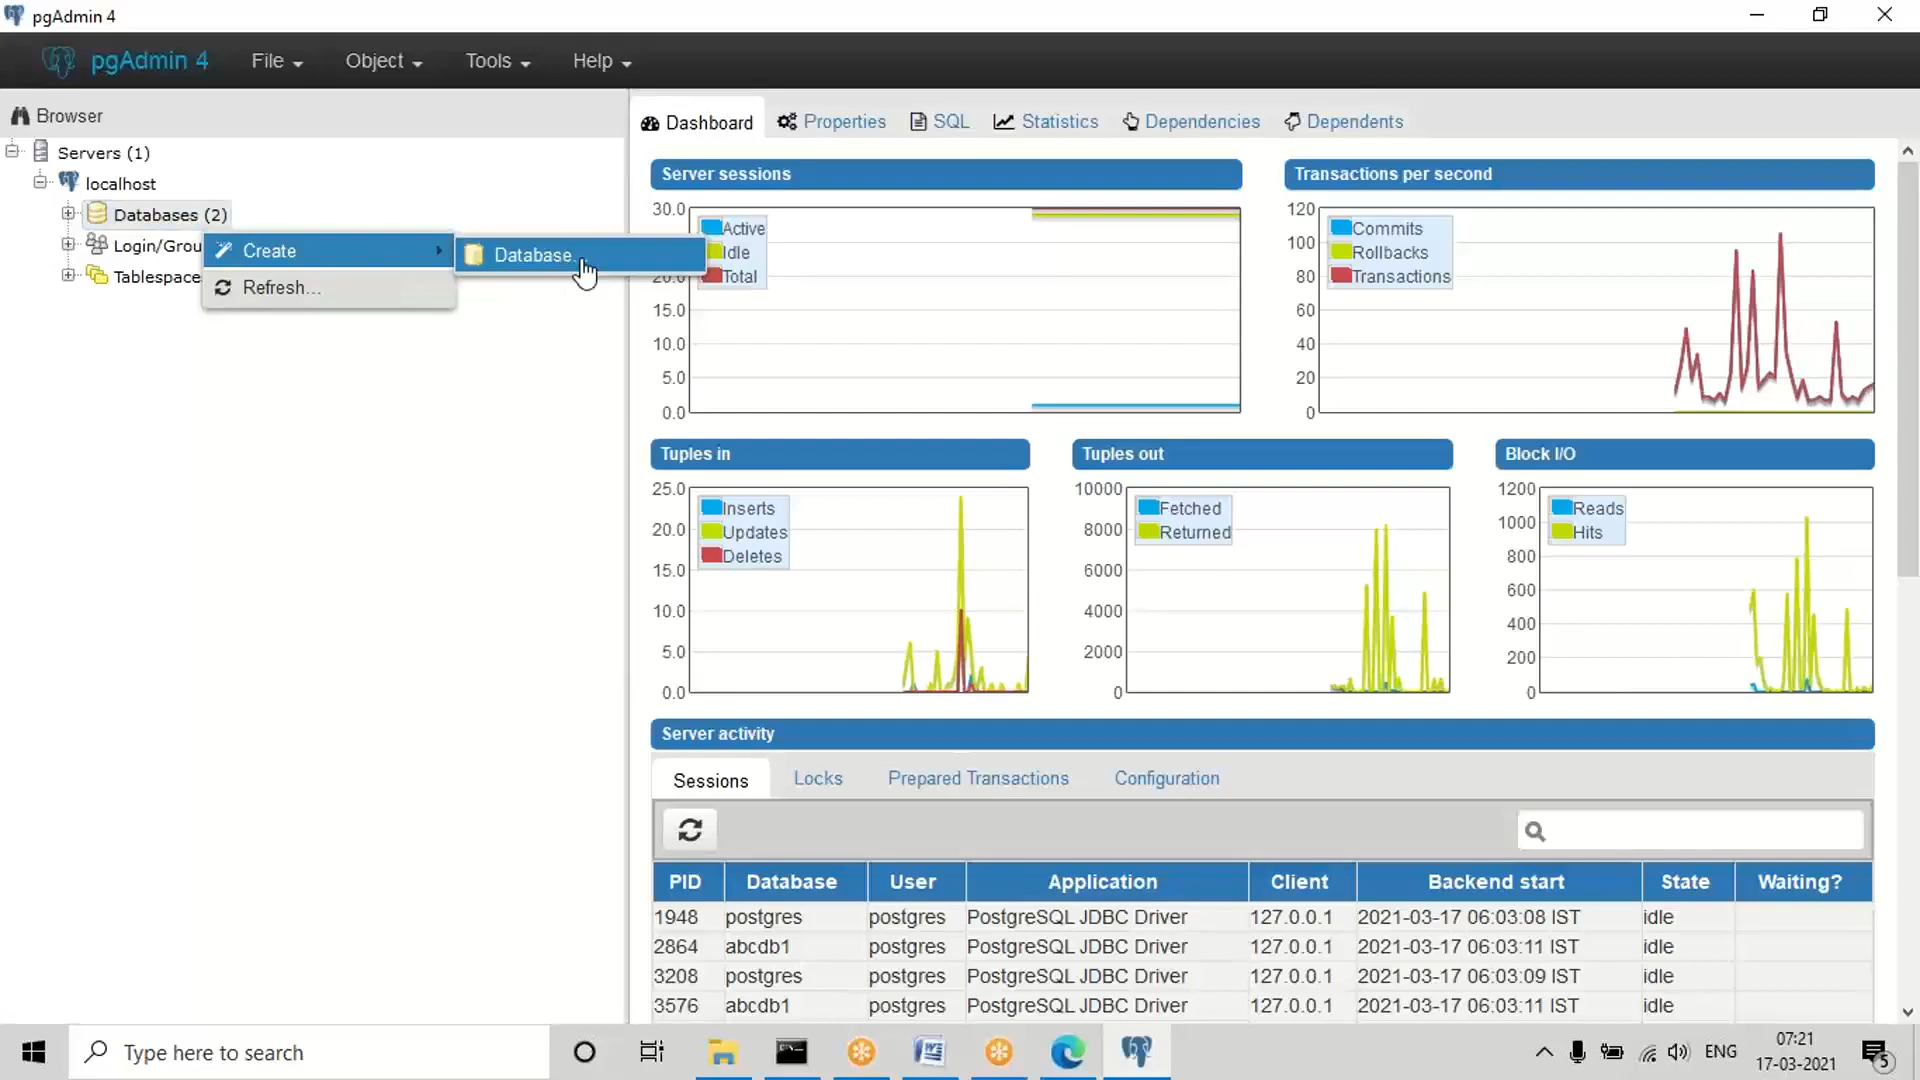 pgAdmin 4
pgAdmin 4 File Object Tools Help
Browser
Servers (1)
localhost
Databases (2)
Login/Grou
Tablespace
Create
Refresh...
Database...
Dashboard Properties SQL Statistics Dependencies Dependents
Server sessions
30.0
20.0
15.0
10.0
5.0
0.0
Active
Idle
Total
Transactions per second
120
100
80
60
40
20
0
Commits
Rollbacks
Transactions
Tuples in
25.0
20.0
15.0
10.0
5.0
0.0
Inserts
Updates
Deletes
Tuples out
10000
8000
6000
4000
2000
0
Fetched
Returned
Block I/O
1200
1000
800
600
400
200
0
Reads
Hits
Server activity
Sessions Locks Prepared Transactions Configuration
PID Database User Application Client Backend start State Waiting?
1948 postgres postgres PostgreSQL JDBC Driver 127.0.0.1 2021-03-17 06:03:08 IST idle
2864 abcdb1 postgres PostgreSQL JDBC Driver 127.0.0.1 2021-03-17 06:03:11 IST idle
3208 postgres postgres PostgreSQL JDBC Driver 127.0.0.1 2021-03-17 06:03:09 IST idle
3576 abcdb1 postgres PostgreSQL JDBC Driver 127.0.0.1 2021-03-17 06:03:11 IST idle
Type here to search
ENG
07:21
17-03-2021
5